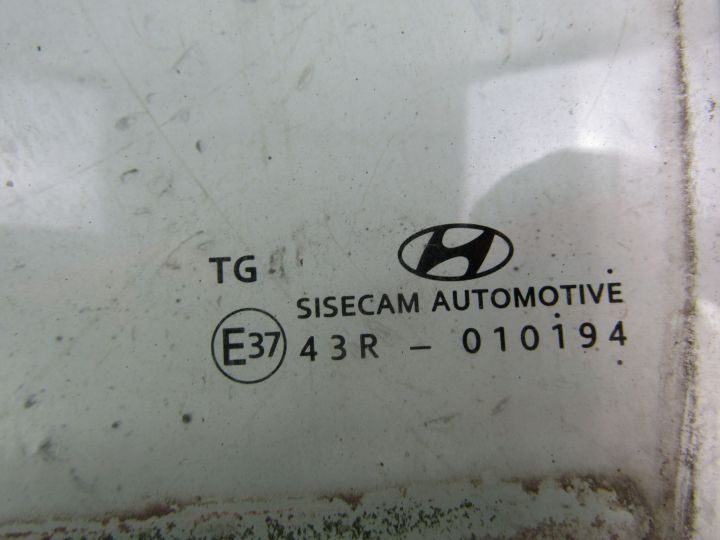 TG
SISECAM AUTOMOTIVE
E37 43R - 010194